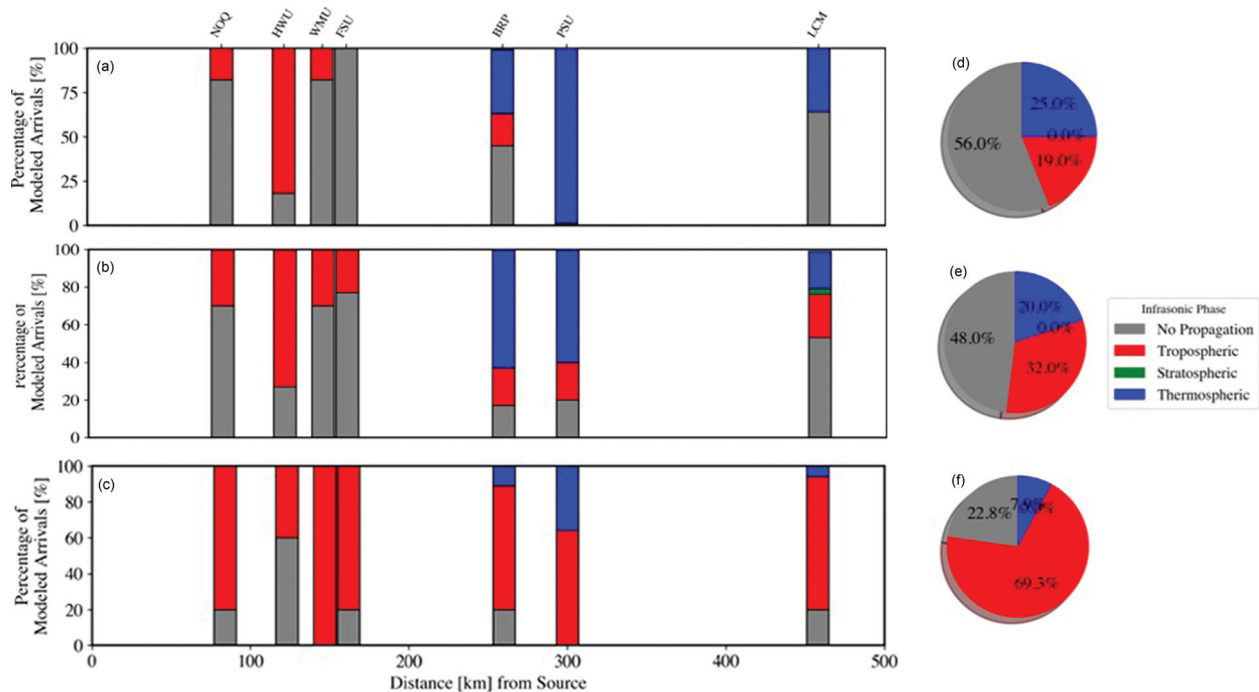 NOQ HWU WMU FSU BRP PSU LCM
(a)
Percentage of
Modeled Arrivals [%]
100
75
50
25
0
(d)
25.0%
0.0%
56.0%
19.0%
(b)
Percentage of
Modeled Arrivals [%]
100
80
60
40
20
0
(e)
20.0%
0.0%
48.0%
32.0%
Infrasonic Phase
No Propagation
Tropospheric
Stratospheric
Thermospheric
(c)
Percentage of
Modeled Arrivals [%]
100
80
60
40
20
0
0 100 200 300 400 500
Distance [km] from Source
(f)
22.8%
69.3%